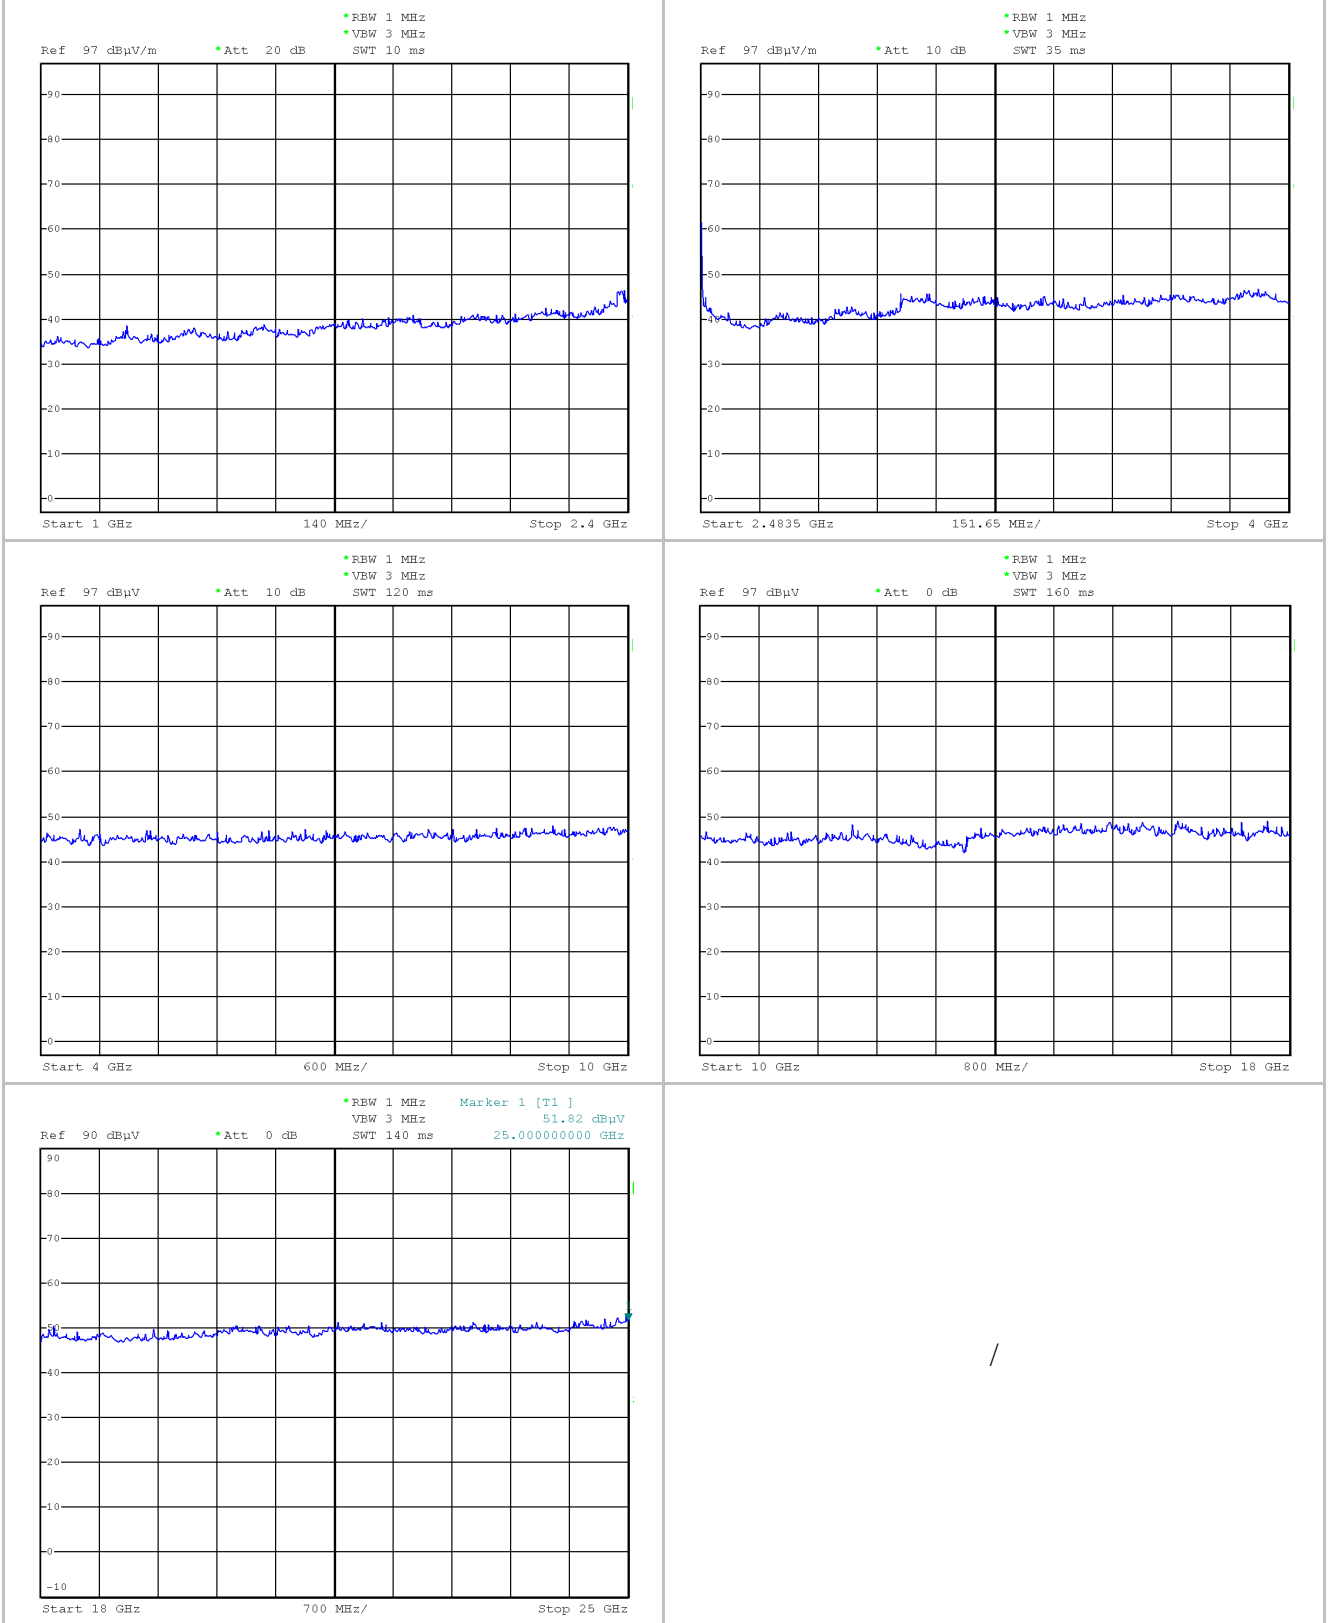 *RBW 1 MHz
*VBW 3 MHz
Ref 97 dBµV/m *Att 20 dB SWT 10 ms
90
80
70
60
50
40
30
20
10
0
Start 1 GHz 140 MHz/ Stop 2.4 GHz
*RBW 1 MHz
*VBW 3 MHz
Ref 97 dBµV/m *Att 10 dB SWT 35 ms
90
80
70
60
50
40
30
20
10
0
Start 2.4835 GHz 151.65 MHz/ Stop 4 GHz
*RBW 1 MHz
*VBW 3 MHz
Ref 97 dBµV *Att 10 dB SWT 120 ms
90
80
70
60
50
40
30
20
10
0
Start 4 GHz 600 MHz/ Stop 10 GHz
*RBW 1 MHz
*VBW 3 MHz
Ref 97 dBµV *Att 0 dB SWT 160 ms
90
80
70
60
50
40
30
20
10
0
Start 10 GHz 800 MHz/ Stop 18 GHz
*RBW 1 MHz Marker 1 [T1 ]
VBW 3 MHz 51.82 dBµV
Ref 90 dBµV *Att 0 dB SWT 140 ms 25.000000000 GHz
90
80
70
60
50
40
30
20
10
0
-10
Start 18 GHz 700 MHz/ Stop 25 GHz
/